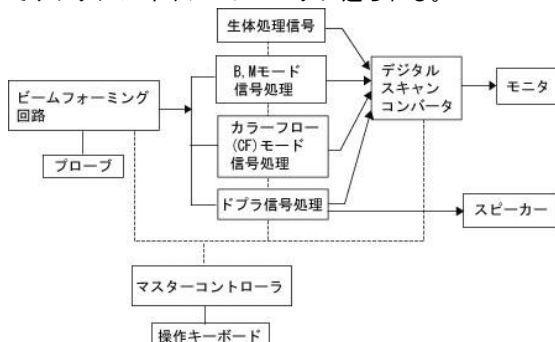 生体処理信号
B,Mモード
信号処理
デジタル
スキャン
コンバータ
モニタ
ビームフォーミング
回路
カラーフロー
(CF)モード
信号処理
プローブ
ドプラ信号処理
スピーカー
マスターコントローラ
操作キーボード